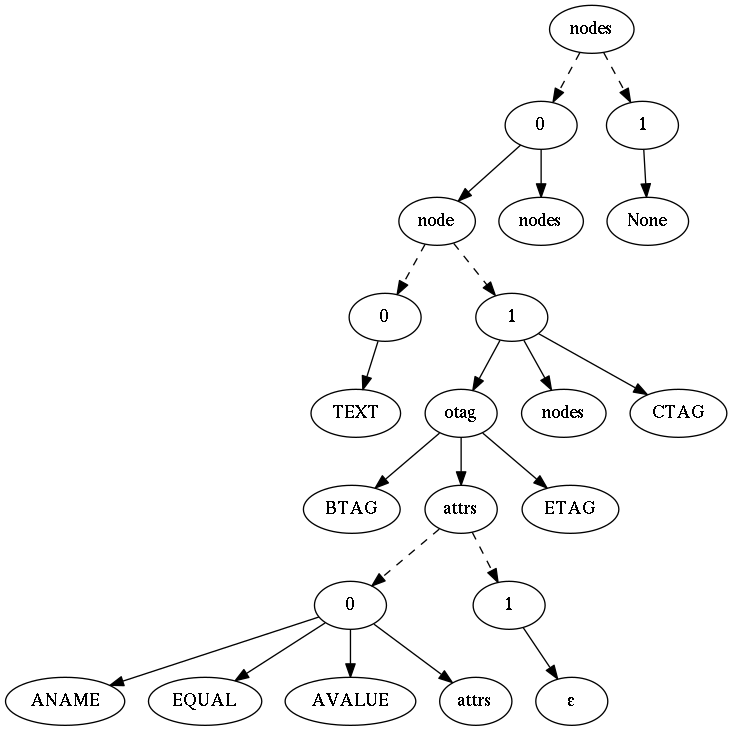 nodes
0 1
node nodes None
0 1
TEXT otag nodes CTAG
BTAG attrs ETAG
0 1
ANAME EQUAL AVALUE attrs ε